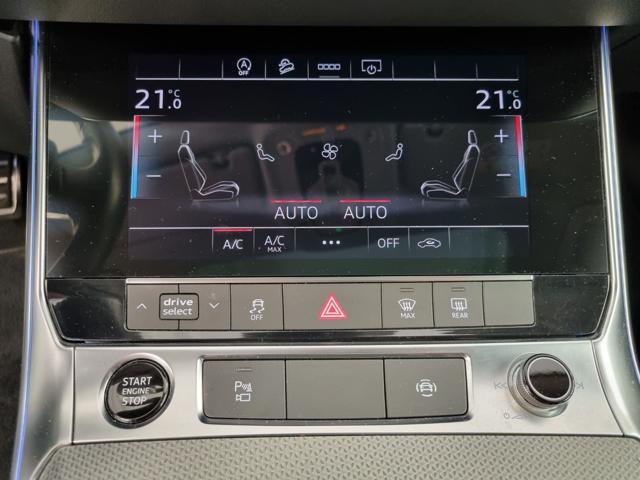 A
OFF
21.0 °C
21.0 °C
+
+
−
−
AUTO AUTO
A/C A/C MAX ••• OFF
drive select
OFF
MAX
REAR
START ENGINE STOP
P